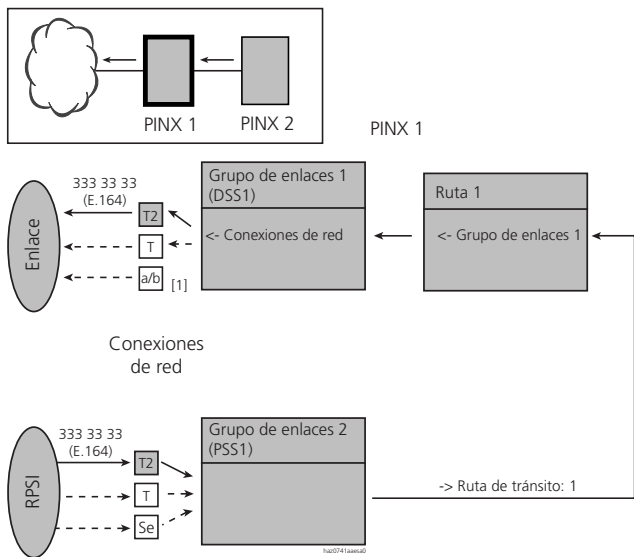 PINX 1
PINX 2
PINX 1
333 33 33
(E.164)
Enlace
T2
T
a/b
[1]
Grupo de enlaces 1
(DSS1)
<- Conexiones de red
Ruta 1
<- Grupo de enlaces 1
Conexiones
de red
333 33 33
(E.164)
RPSI
T2
T
Se
Grupo de enlaces 2
(PSS1)
-> Ruta de tránsito: 1
haz0741aaesa0